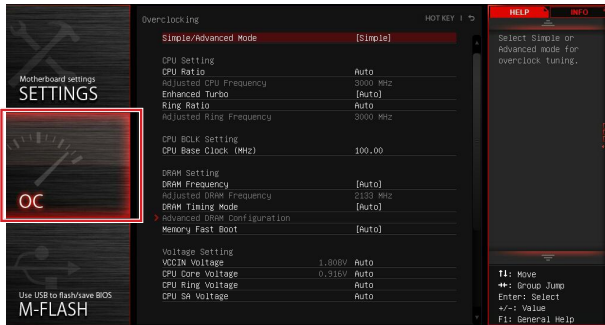 Motherboard settings
SETTINGS
OC
Use USB to flash/save BIOS
M-FLASH
Overclocking
HOT KEY
Simple/Advanced Mode [Simple]
CPU Setting
CPU Ratio Auto
Adjusted CPU Frequency 3000 MHz
Enhanced Turbo [Auto]
Ring Ratio Auto
Adjusted Ring Frequency 3000 MHz
CPU BCLK Setting
CPU Base Clock (MHz) 100.00
DRAM Setting
DRAM Frequency [Auto]
Adjusted DRAM Frequency 2133 MHz
DRAM Timing Mode [Auto]
Advanced DRAM Configuration
Memory Fast Boot [Auto]
Voltage Setting
VCCIN Voltage 1.808V Auto
CPU Core Voltage 0.916V Auto
CPU Ring Voltage Auto
CPU SA Voltage Auto
HELP INFO
Select Simple or
Advanced mode for
overclock tuning.
↑↓: Move
→←: Group Jump
Enter: Select
+/-: Value
F1: General Help